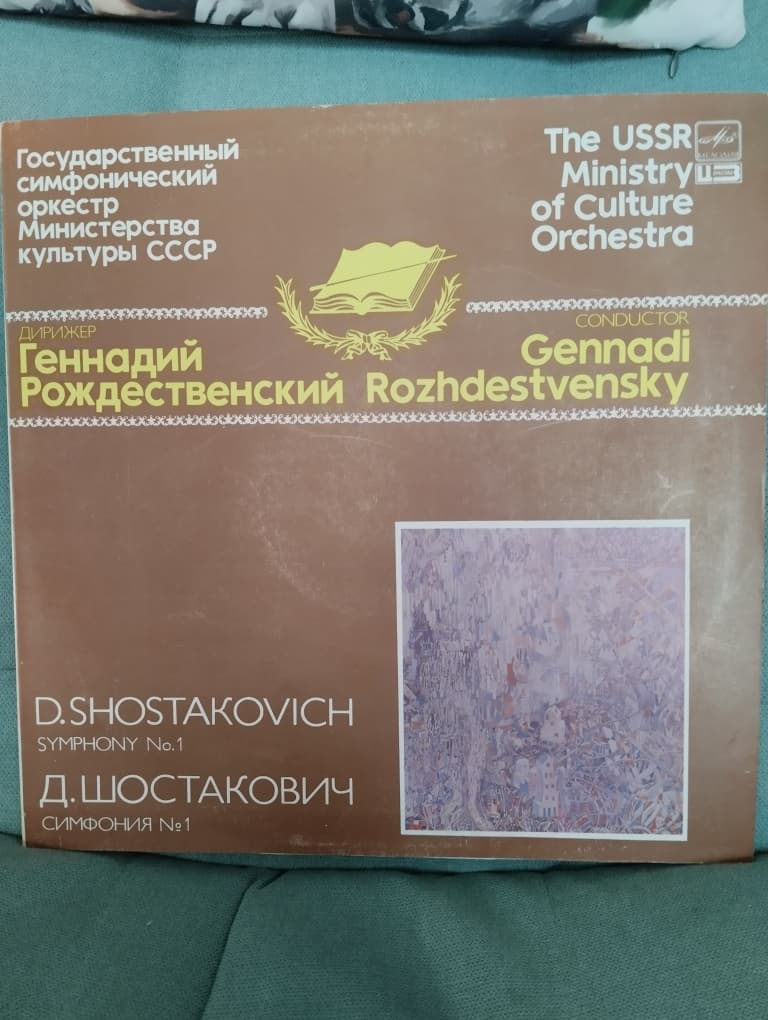 Государственный
симфонический
оркестр
Министерства
культуры СССР
The USSR
Ministry
of Culture
Orchestra
ДИРИЖЕР
Геннадий
Рождественский
CONDUCTOR
Gennadi
Rozhdestvensky
D.SHOSTAKOVICH
SYMPHONY No.1
Д.ШОСТАКОВИЧ
СИМФОНИЯ №1